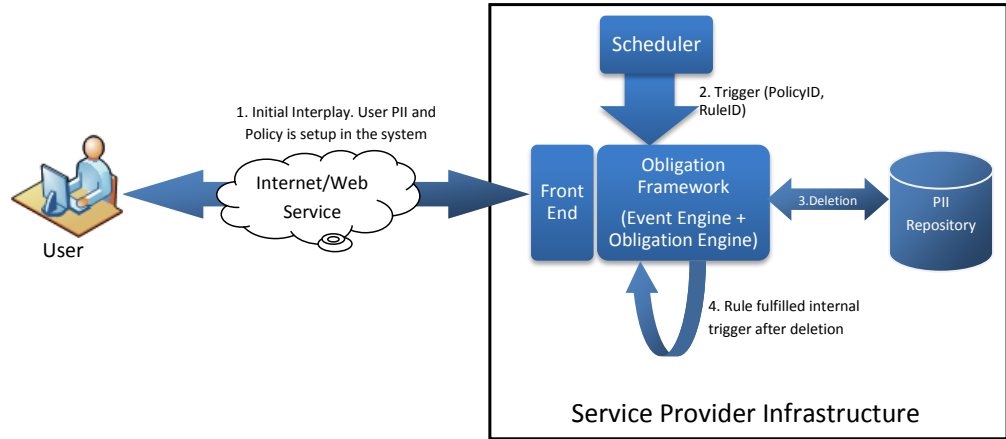 Scheduler
2. Trigger (PolicyID,
RuleID)
1. Initial Interplay. User PII and
Policy is setup in the system
Internet/Web
Service
User
Front
End
Obligation
Framework
(Event Engine +
Obligation Engine)
3.Deletion
PII
Repository
4. Rule fulfilled internal
trigger after deletion
Service Provider Infrastructure